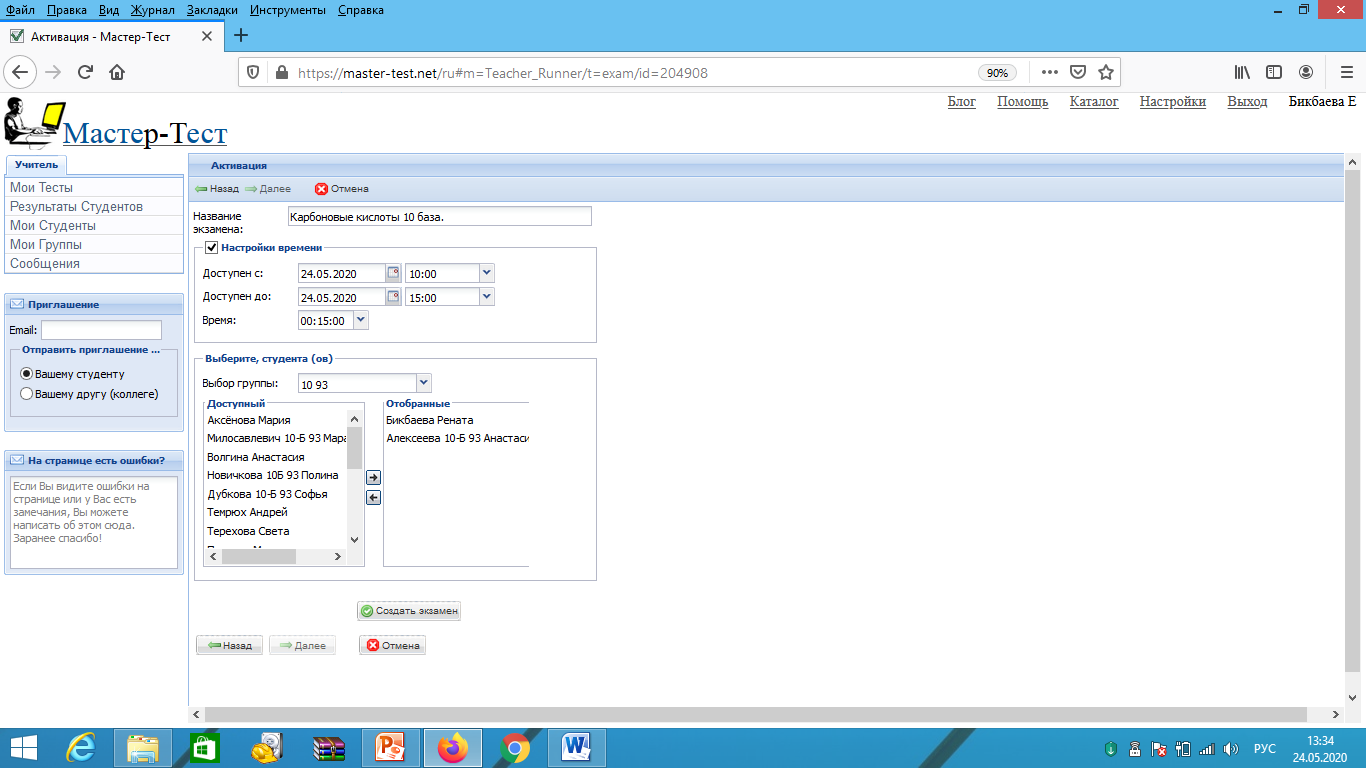 Файл Правка Вид Журнал Закладки Инструменты Справка
Активация - Мастер-Тест
https://master-test.net/ru#m=Teacher_Runner/t=exam/id=204908 90%
Блог Помощь Каталог Настройки Выход Бикбаева Е
Мастер-Тест
Учитель
Мои Тесты
Результаты Студентов
Мои Студенты
Мои Группы
Сообщения
Приглашение
Email:
Отправить приглашение ...
Вашему студенту
Вашему другу (коллеге)
На странице есть ошибки?
Если Вы видите ошибки на
странице или у Вас есть
замечания, Вы можете
написать об этом сюда.
Заранее спасибо!
Активация
Назад Далее Отмена
Название
экзамена:
Карбоновые кислоты 10 база.
Настройки времени
Доступен с: 24.05.2020 10:00
Доступен до: 24.05.2020 15:00
Время: 00:15:00
Выберите, студента (ов)
Выбор группы: 10 93
Доступный
Аксёнова Мария
Милосавлевич 10-Б 93 Мара
Волгина Анастасия
Новичкова 10Б 93 Полина
Дубкова 10-Б 93 Софья
Темрюх Андрей
Терехова Света
Отобранные
Бикбаева Рената
Алексеева 10-Б 93 Анастаси
Создать экзамен
Назад Далее Отмена
РУС
13:34
24.05.2020